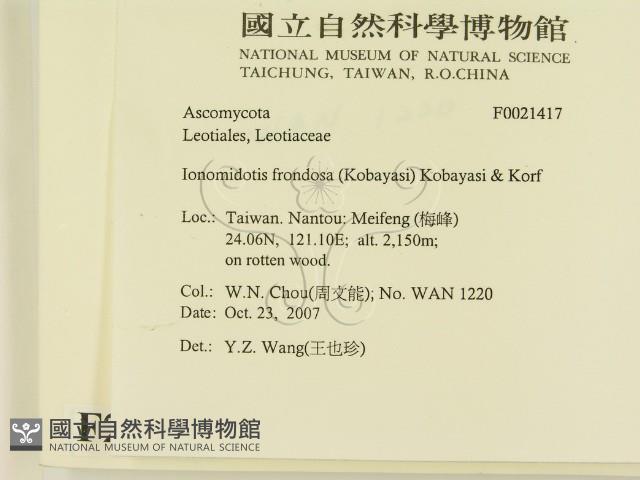 國立自然科學博物館
NATIONAL MUSEUM OF NATURAL SCIENCE
TAICHUNG, TAIWAN, R.O.CHINA
Ascomycota F0021417
Leotiales, Leotiaceae
Ionomidotis frondosa (Kobayasi) Kobayasi & Korf
Loc.: Taiwan. Nantou: Meifeng (梅峰)
24.06N, 121.10E; alt. 2,150m;
on rotten wood.
Col.: W.N. Chou(周文能); No. WAN 1220
Date: Oct. 23, 2007
Det.: Y.Z. Wang(王也珍)
國立自然科學博物館
NATIONAL MUSEUM OF NATURAL SCIENCE